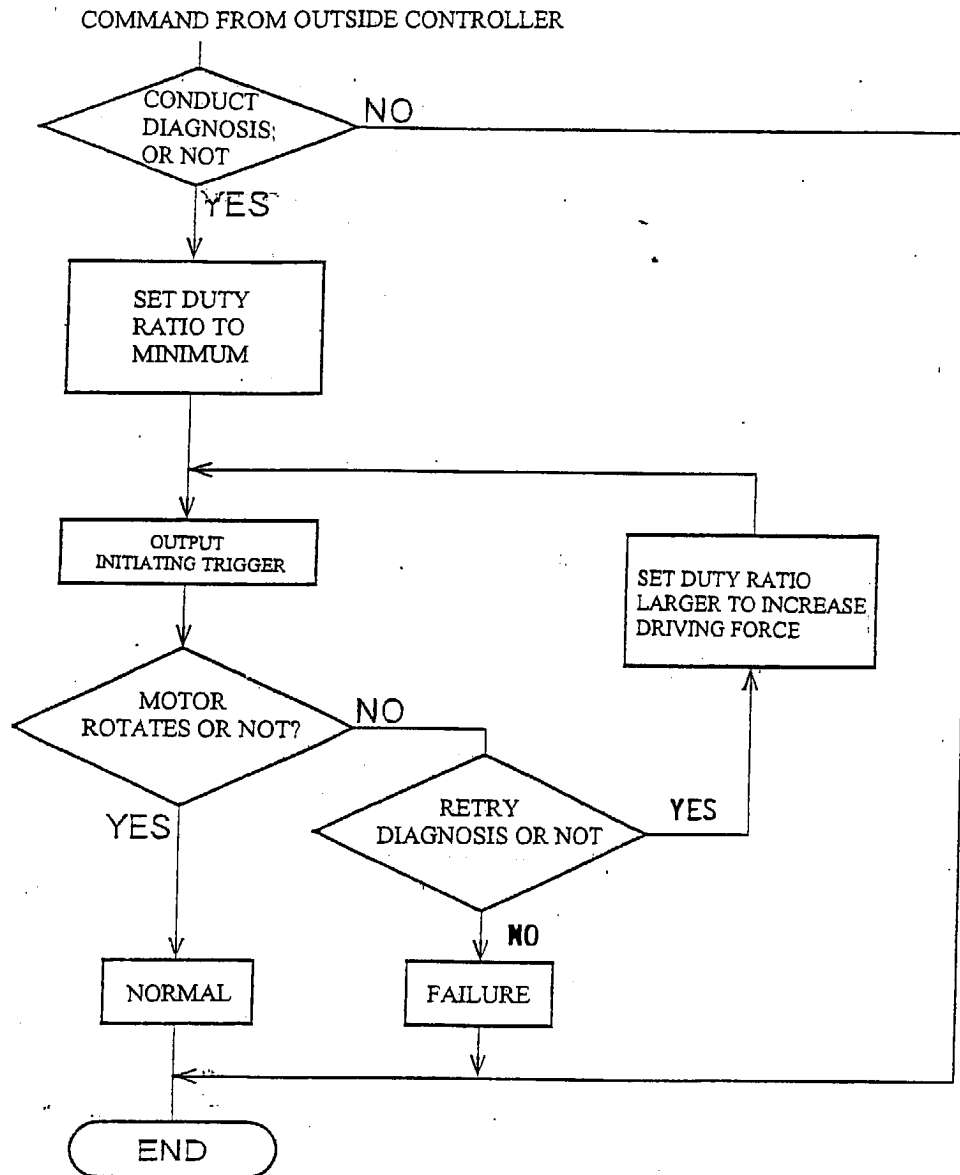 COMMAND FROM OUTSIDE CONTROLLER
CONDUCT
DIAGNOSIS;
OR NOT
NO
YES
SET DUTY
RATIO TO
MINIMUM
OUTPUT
INITIATING TRIGGER
SET DUTY RATIO
LARGER TO INCREASE
DRIVING FORCE
MOTOR
ROTATES OR NOT?
NO
YES
RETRY
DIAGNOSIS OR NOT
YES
NO
NORMAL
FAILURE
END